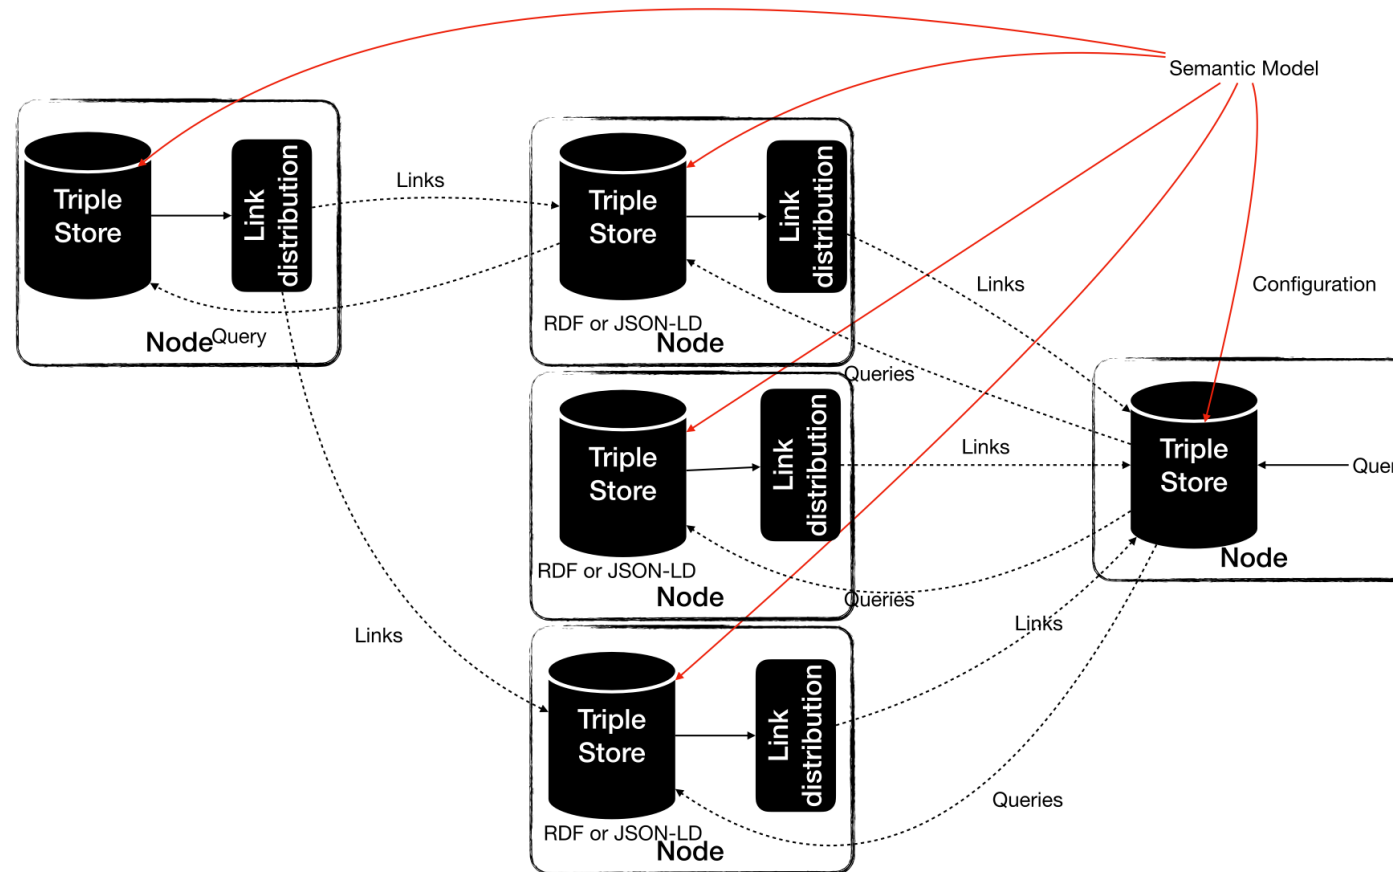 Semantic Model
Triple
Store
Link
distribution
Links
Node
Query
Triple
Store
Link
distribution
RDF or JSON-LD
Node
Links
Configuration
Queries
Triple
Store
Link
distribution
RDF or JSON-LD
Node
Links
Queries
Triple
Store
Node
Links
Triple
Store
Link
distribution
RDF or JSON-LD
Node
Links
Queries